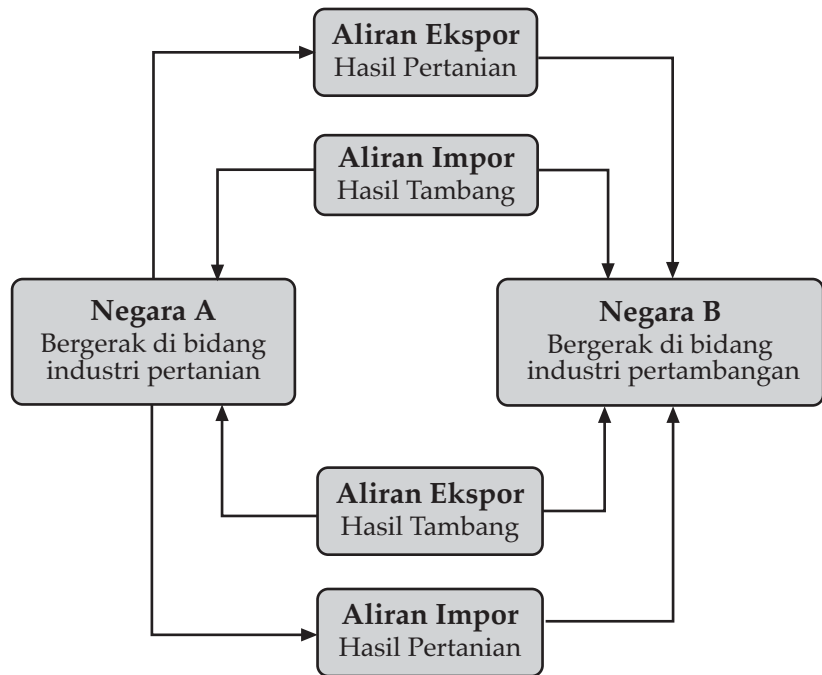 Aliran Ekspor
Hasil Pertanian
Aliran Impor
Hasil Tambang
Negara A
Bergerak di bidang
industri pertanian
Negara B
Bergerak di bidang
industri pertambangan
Aliran Ekspor
Hasil Tambang
Aliran Impor
Hasil Pertanian